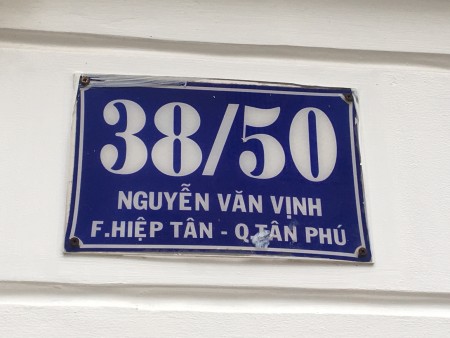 38/50
NGUYỄN VĂN VỊNH
F.HIỆP TÂN - Q.TÂN PHÚ